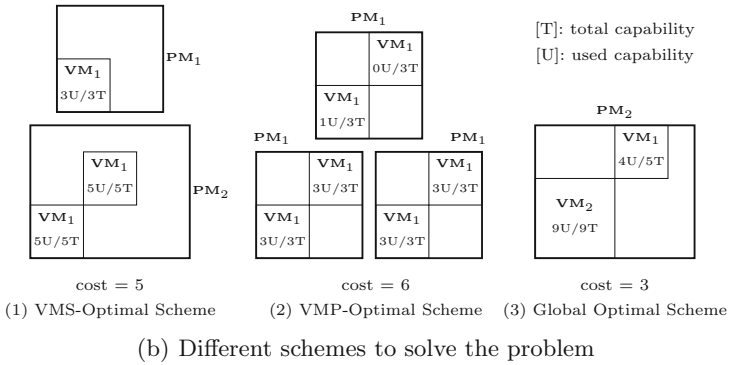 PM1
VM1
3U/3T
VM1
5U/5T
PM2
VM1
5U/5T
cost = 5
(1) VMS-Optimal Scheme
PM1
VM1
0U/3T
VM1
1U/3T
PM1
PM1
VM1
3U/3T
VM1
3U/3T
VM1
3U/3T
VM1
3U/3T
cost = 6
(2) VMP-Optimal Scheme
[T]: total capability
[U]: used capability
PM2
VM1
4U/5T
VM2
9U/9T
cost = 3
(3) Global Optimal Scheme
(b) Different schemes to solve the problem